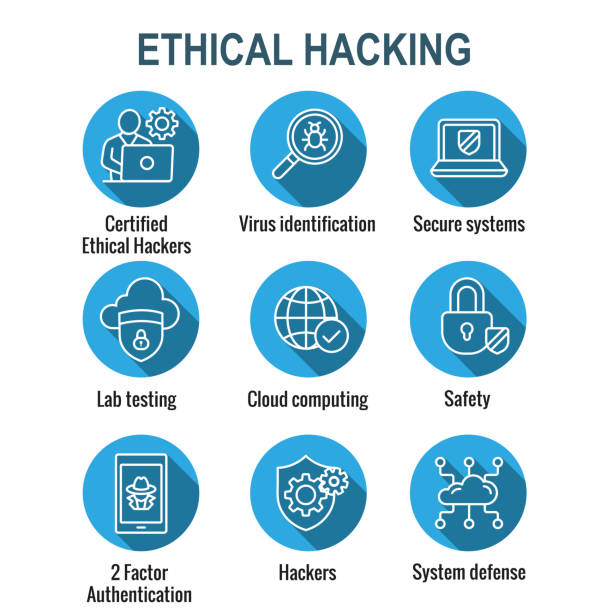 ETHICAL HACKING
Certified
Ethical Hackers
Virus identification
Secure systems
Lab testing
Cloud computing
Safety
2 Factor
Authentication
Hackers
System defense